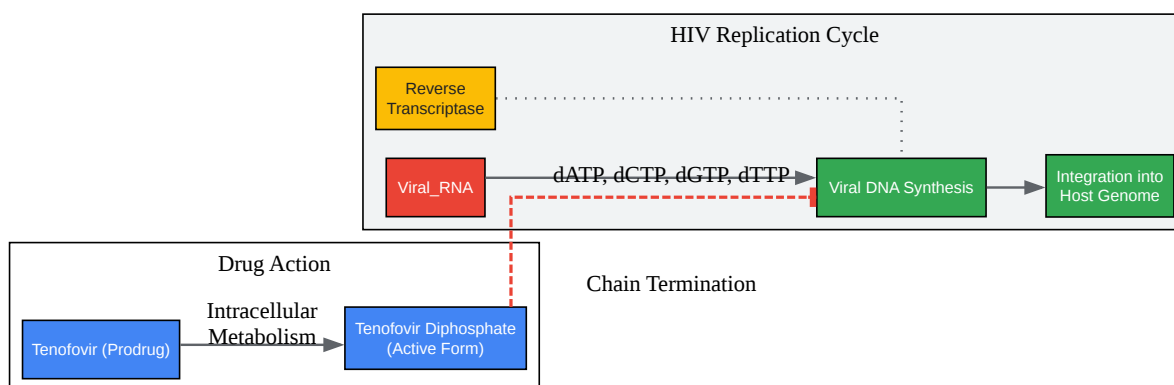 HIV Replication Cycle
Reverse
Transcriptase
Viral_RNA
dATP, dCTP, dGTP, dTTP
Viral DNA Synthesis
Integration into
Host Genome
Drug Action
Chain Termination
Intracellular
Metabolism
Tenofovir (Prodrug)
Tenofovir Diphosphate
(Active Form)